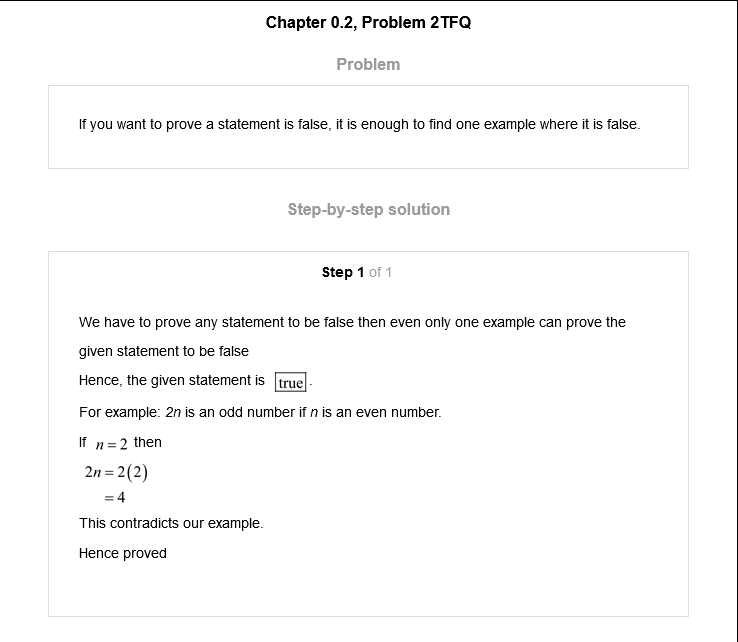 Chapter 0.2, Problem 2TFQ
Problem
If you want to prove a statement is false, it is enough to find one example where it is false.
Step-by-step solution
Step 1 of 1
We have to prove any statement to be false then even only one example can prove the
given statement to be false
Hence, the given statement is true.
For example: 2n is an odd number if n is an even number.
If n = 2 then
2n = 2(2)
= 4
This contradicts our example.
Hence proved